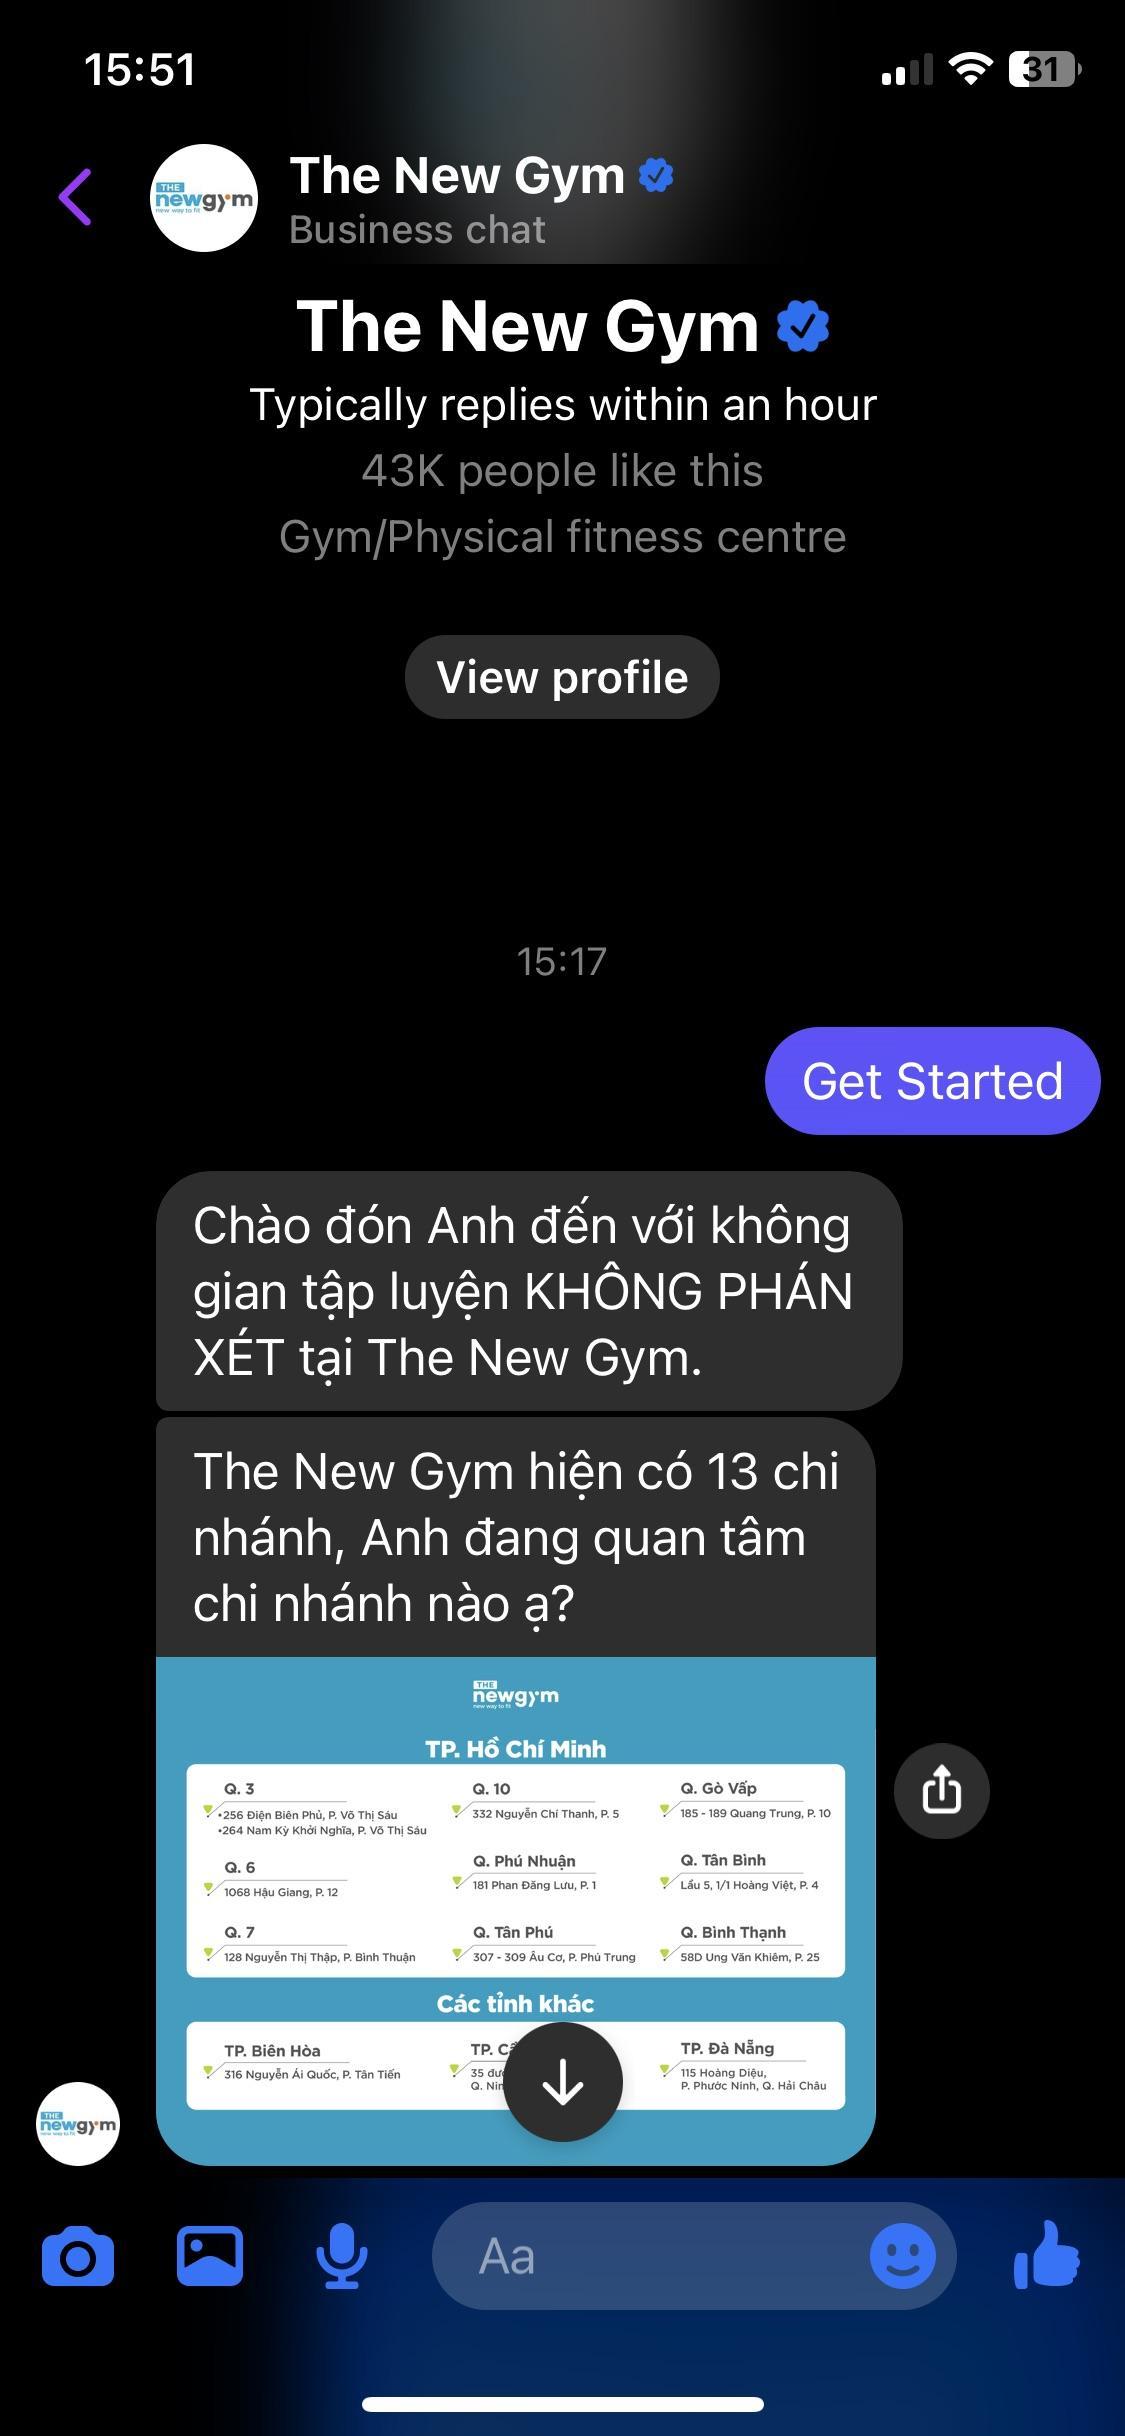 15:51
31
THE
newgym
new way to fit
The New Gym
Business chat
The New Gym
Typically replies within an hour
43K people like this
Gym/Physical fitness centre
View profile
15:17
Get Started
Chào đón Anh đến với không
gian tập luyện KHÔNG PHÁN
XÉT tại The New Gym.
The New Gym hiện có 13 chi
nhánh, Anh đang quan tâm
chi nhánh nào ạ?
THE
newgym
new way to fit
TP. Hồ Chí Minh
Q. 3
•256 Điện Biên Phủ, P. Võ Thị Sáu
•264 Nam Kỳ Khởi Nghĩa, P. Võ Thị Sáu
Q. 10
332 Nguyễn Chí Thanh, P. 5
Q. Gò Vấp
185 - 189 Quang Trung, P. 10
Q. 6
1068 Hậu Giang, P. 12
Q. Phú Nhuận
181 Phan Đăng Lưu, P. 1
Q. Tân Bình
Lầu 5, 1/1 Hoàng Việt, P. 4
Q. 7
128 Nguyễn Thị Thập, P. Bình Thuận
Q. Tân Phú
307 - 309 Âu Cơ, P. Phú Trung
Q. Bình Thạnh
58D Ung Văn Khiêm, P. 25
Các tỉnh khác
TP. Biên Hòa
316 Nguyễn Ái Quốc, P. Tân Tiến
TP.
35
Q.
TP. Đà Nẵng
115 Hoàng Diệu,
P. Phước Ninh, Q. Hải Châu
THE
newgym
new way to fit
Aa